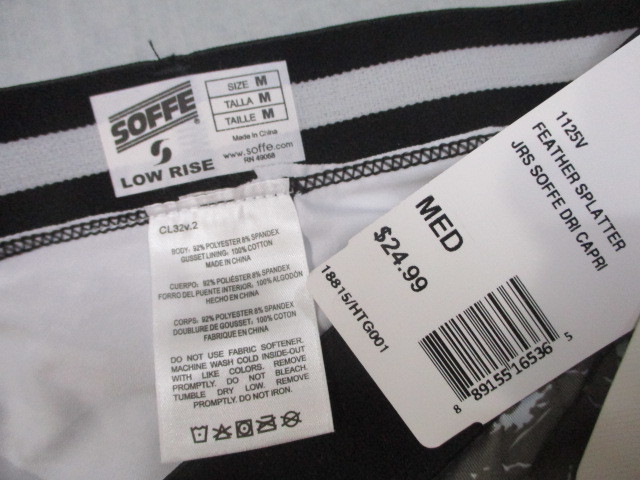 SOFFE
LOW RISE
SIZE M
TALLA M
TAILLE M
Made in China
www.soffe.com
RN 49068
CL32v.2
BODY: 92% POLYESTER 8% SPANDEX
GUSSET LINING: 100% COTTON
MADE IN CHINA
CUERPO: 92% POLIÉSTER 8% SPANDEX
FORRO DEL PUENTE INTERIOR, 100% ALGODÓN
HECHO EN CHINA
CORPS: 92% POLYESTER 8% SPANDEX
DOUBLURE DE GOUSSET, 100% COTON
FABRIQUE EN CHINA
DO NOT USE FABRIC SOFTENER.
MACHINE WASH COLD INSIDE-OUT
WITH LIKE COLORS. REMOVE
PROMPTLY. DO NOT BLEACH.
TUMBLE DRY LOW. REMOVE
PROMPTLY. DO NOT IRON.
1125V
FEATHER SPLATTER
JRS SOFFE DRI CAPRI
MED
$24.99
18815/HTG001
8 89155 16536 5